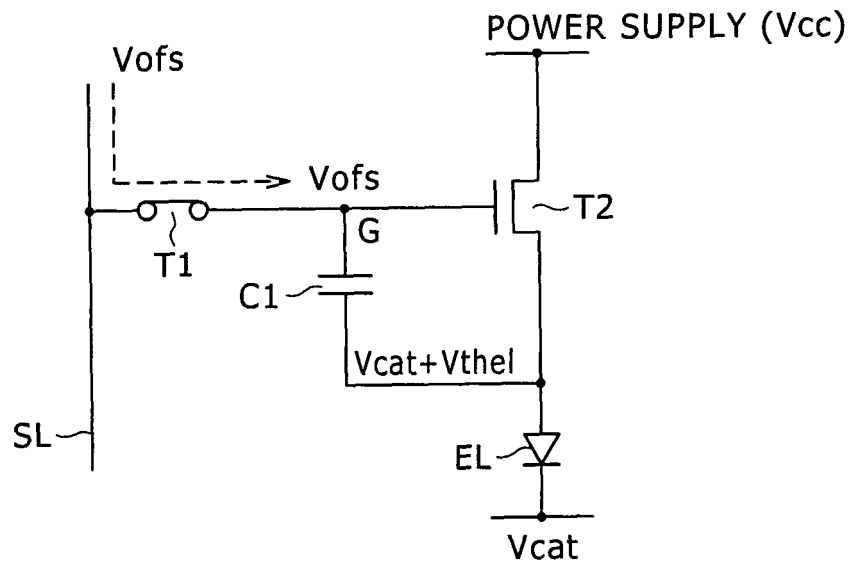 POWER SUPPLY (Vcc)
Vofs
Vofs
T2
G
T1
C1
Vcat+Vthel
SL
EL
Vcat